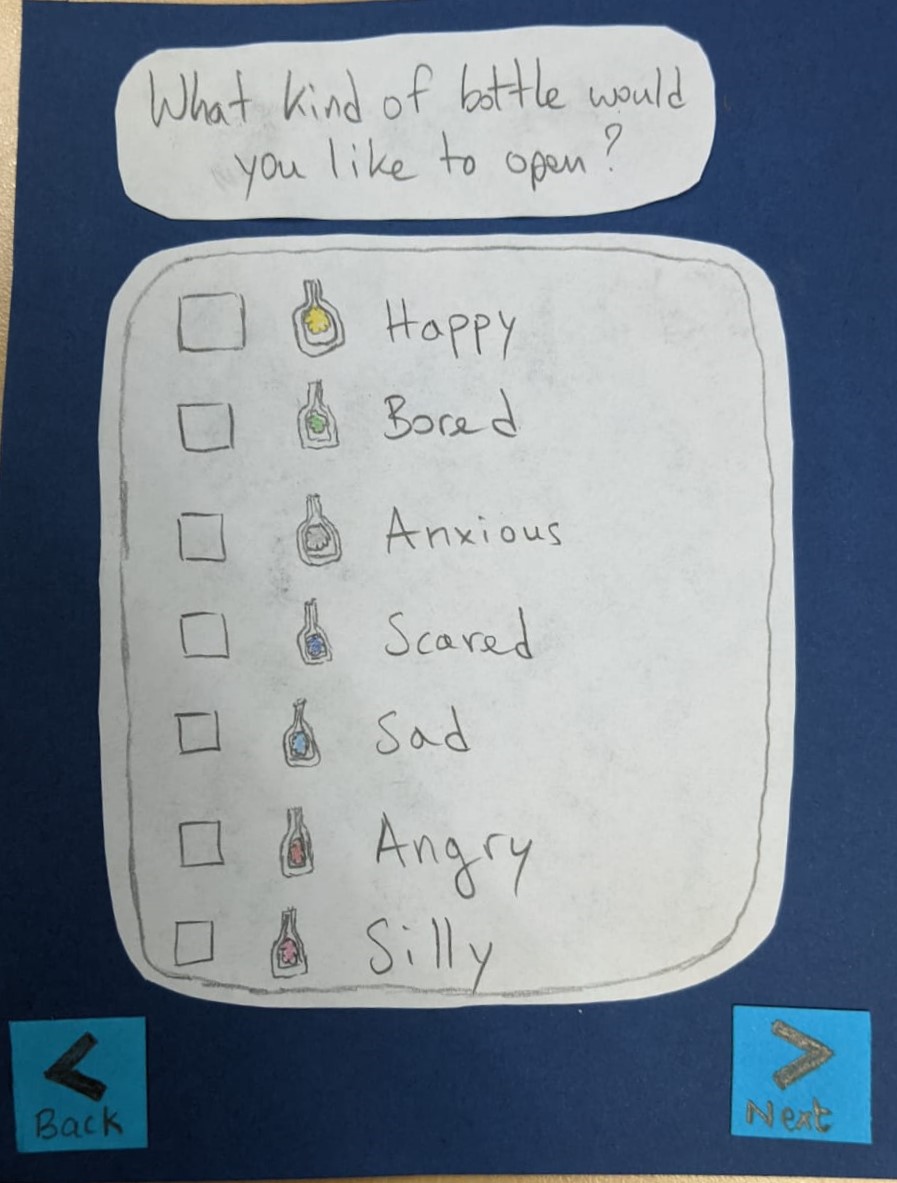 What kind of bottle would
you like to open?
Happy
Bored
Anxious
Scared
Sad
Angry
Silly
< Back
> Next